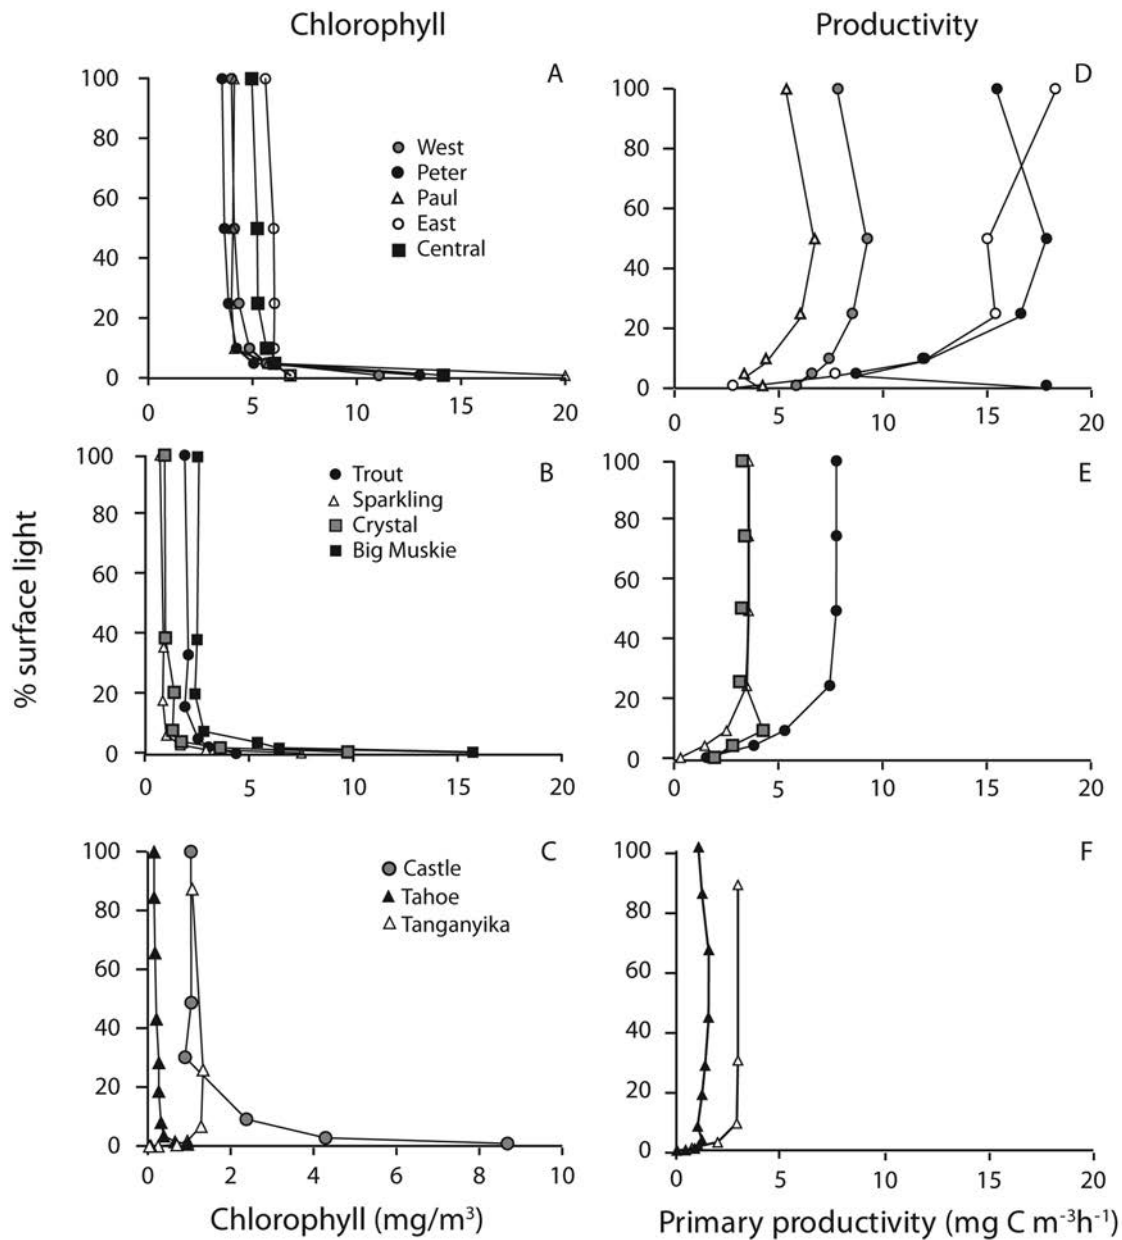 Chlorophyll
Productivity
% surface light
A
100
80
60
40
20
0
0 5 10 15 20
West
Peter
Paul
East
Central
D
100
80
60
40
20
0
0 5 10 15 20
B
100
80
60
40
20
0
0 5 10 15 20
Trout
Sparkling
Crystal
Big Muskie
E
100
80
60
40
20
0
0 5 10 15 20
C
100
80
60
40
20
0
0 2 4 6 8 10
Castle
Tahoe
Tanganyika
F
100
80
60
40
20
0
0 5 10 15 20
Chlorophyll (mg/m³)
Primary productivity (mg C m⁻³h⁻¹)